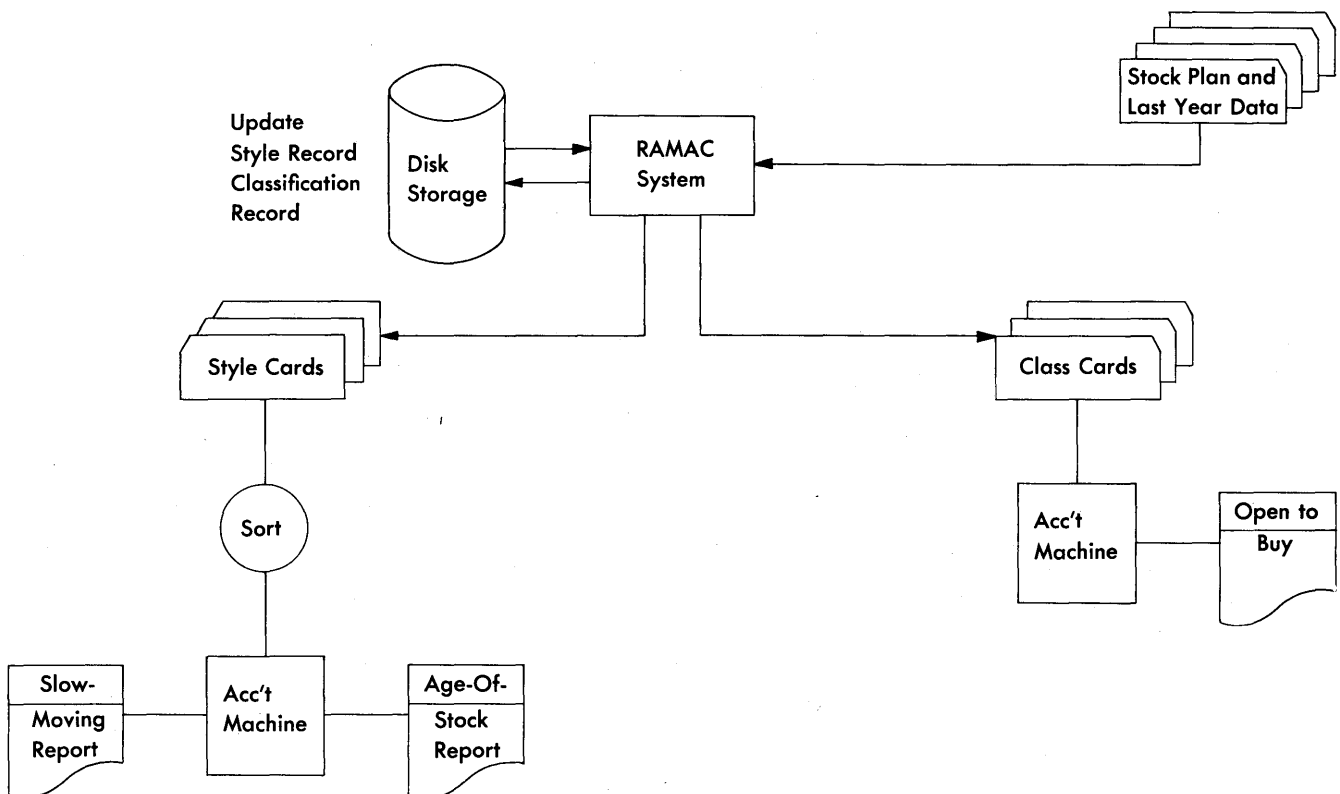 Stock Plan and
Last Year Data
Update
Style Record
Classification
Record
Disk
Storage
RAMAC
System
Style Cards
Class Cards
Sort
Acc't
Machine
Open to
Buy
Slow-
Moving
Report
Acc't
Machine
Age-Of-
Stock
Report